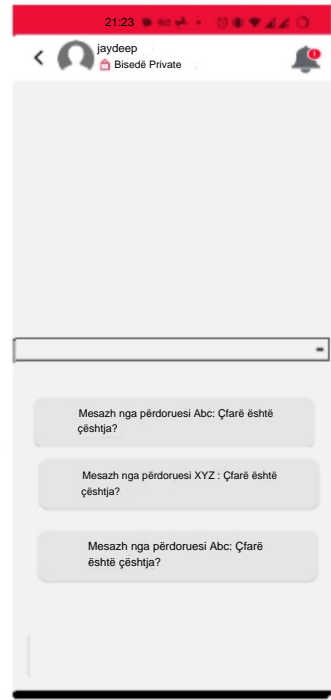 21:23
jaydeep
Bisedë Private
Mesazh nga përdoruesi Abc: Çfarë është
çështja?
Mesazh nga përdoruesi XYZ : Çfarë është
çështja?
Mesazh nga përdoruesi Abc: Çfarë
është çështja?